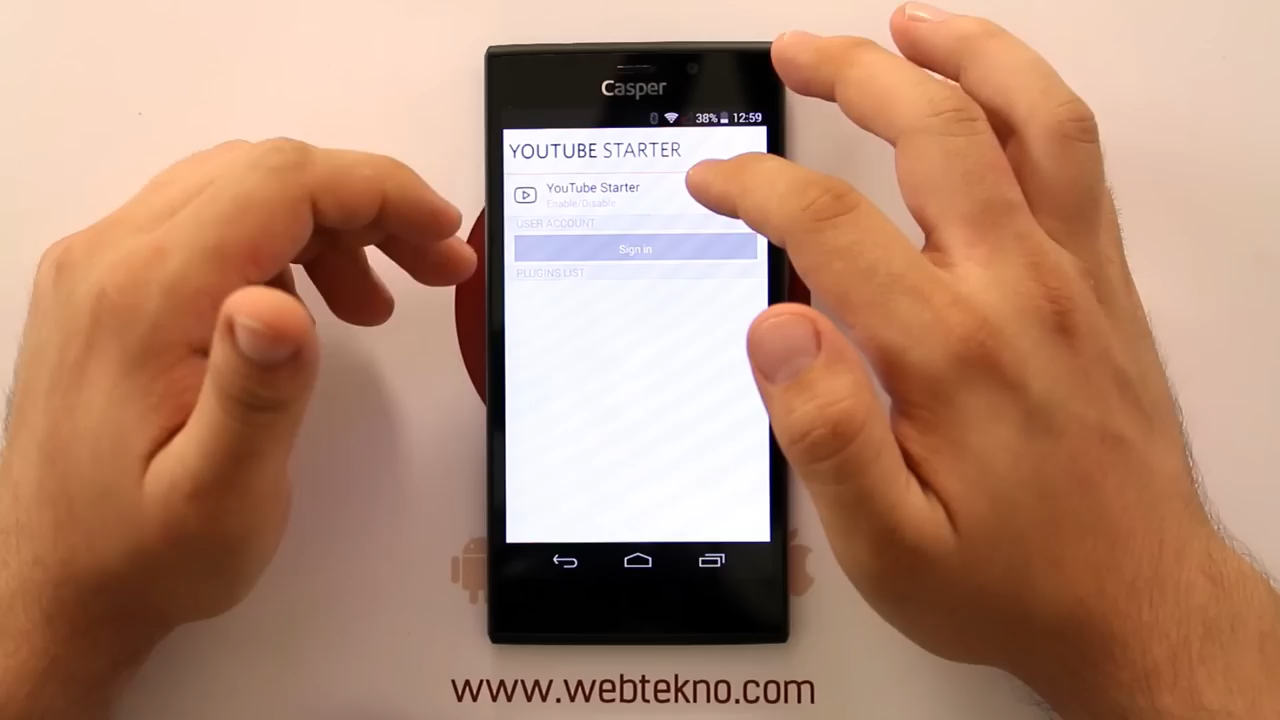 Casper
38% 12:59
YOUTUBE STARTER
YouTube Starter
Enable/Disable
USER ACCOUNT
Sign in
PLUGINS LIST
www.webtekno.com